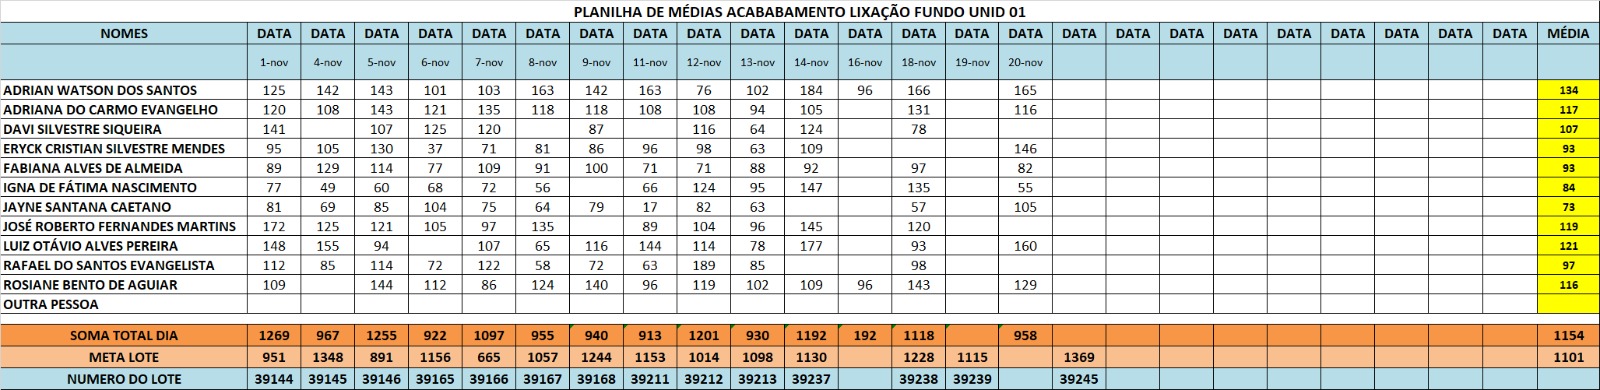 PLANILHA DE MÉDIAS ACABABAMENTO LIXAÇÃO FUNDO UNID 01
NOMES DATA DATA DATA DATA DATA DATA DATA DATA DATA DATA DATA DATA DATA DATA DATA DATA DATA DATA DATA DATA DATA DATA DATA DATA MÉDIA
1-nov 4-nov 5-nov 6-nov 7-nov 8-nov 9-nov 11-nov 12-nov 13-nov 14-nov 16-nov 18-nov 19-nov 20-nov
ADRIAN WATSON DOS SANTOS 125 142 143 101 103 163 142 163 76 102 184 96 166 165 134
ADRIANA DO CARMO EVANGELHO 120 108 143 121 135 118 118 108 108 94 105 131 116 117
DAVI SILVESTRE SIQUEIRA 141 107 125 120 87 116 64 124 78 107
ERYCK CRISTIAN SILVESTRE MENDES 95 105 130 37 71 81 86 96 98 63 109 146 93
FABIANA ALVES DE ALMEIDA 89 129 114 77 109 91 100 71 71 88 92 97 82 93
IGNA DE FÁTIMA NASCIMENTO 77 49 60 68 72 56 66 124 95 147 135 55 84
JAYNE SANTANA CAETANO 81 69 85 104 75 64 79 17 82 63 57 105 73
JOSÉ ROBERTO FERNANDES MARTINS 172 125 121 105 97 135 89 104 96 145 120 119
LUIZ OTÁVIO ALVES PEREIRA 148 155 94 107 65 116 144 114 78 177 93 160 121
RAFAEL DO SANTOS EVANGELISTA 112 85 114 72 122 58 72 63 189 85 98 97
ROSIANE BENTO DE AGUIAR 109 144 112 86 124 140 96 119 102 109 96 143 129 116
OUTRA PESSOA
SOMA TOTAL DIA 1269 967 1255 922 1097 955 940 913 1201 930 1192 192 1118 958 1154
META LOTE 951 1348 891 1156 665 1057 1244 1153 1014 1098 1130 1228 1115 1369 1101
NUMERO DO LOTE 39144 39145 39146 39165 39166 39167 39168 39211 39212 39213 39237 39238 39239 39245